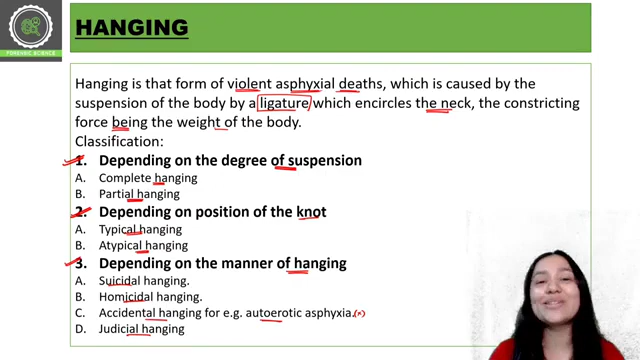 HANGING
FORENSIC SCIENCE
Hanging is that form of violent asphyxial deaths, which is caused by the
suspension of the body by a ligature which encircles the neck, the constricting
force being the weight of the body.
Classification:
1. Depending on the degree of suspension
A. Complete hanging
B. Partial hanging
2. Depending on position of the knot
A. Typical hanging
B. Atypical hanging
3. Depending on the manner of hanging
A. Suicidal hanging.
B. Homicidal hanging.
C. Accidental hanging for e.g. autoerotic asphyxia.
D. Judicial hanging